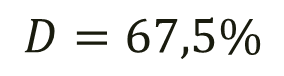 D = 67,5%